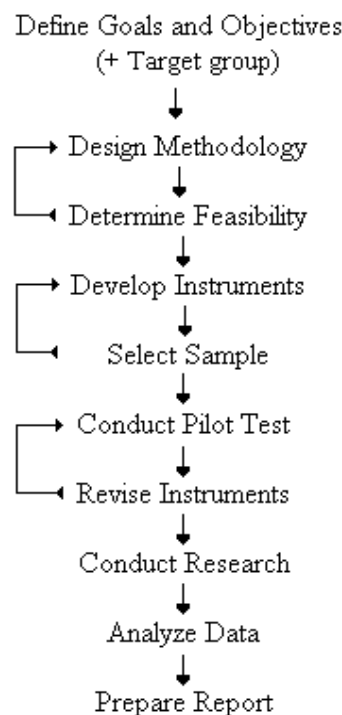 Define Goals and Objectives
(+ Target group)
Design Methodology
Determine Feasibility
Develop Instruments
Select Sample
Conduct Pilot Test
Revise Instruments
Conduct Research
Analyze Data
Prepare Report